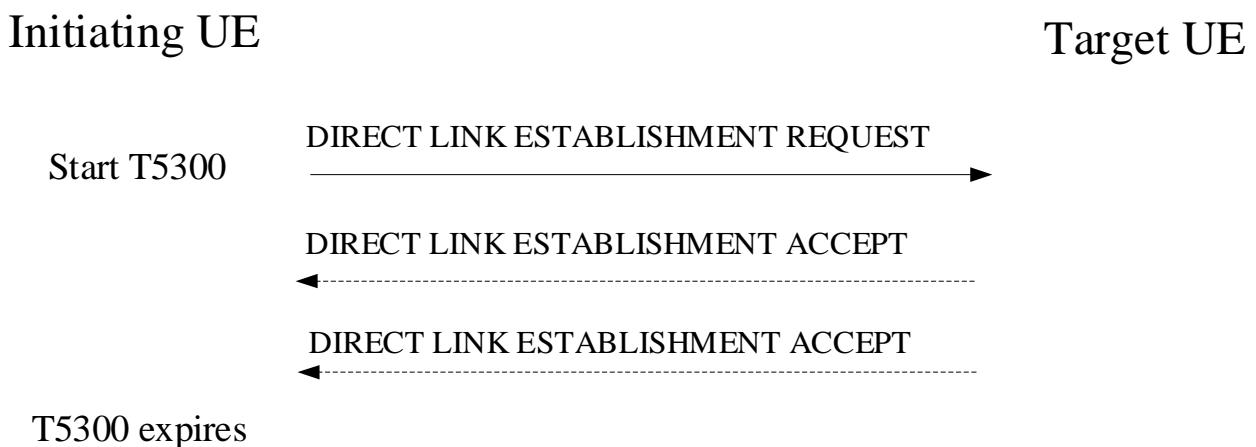 Initiating UE
Target UE
DIRECT LINK ESTABLISHMENT REQUEST
Start T5300
DIRECT LINK ESTABLISHMENT ACCEPT
DIRECT LINK ESTABLISHMENT ACCEPT
T5300 expires